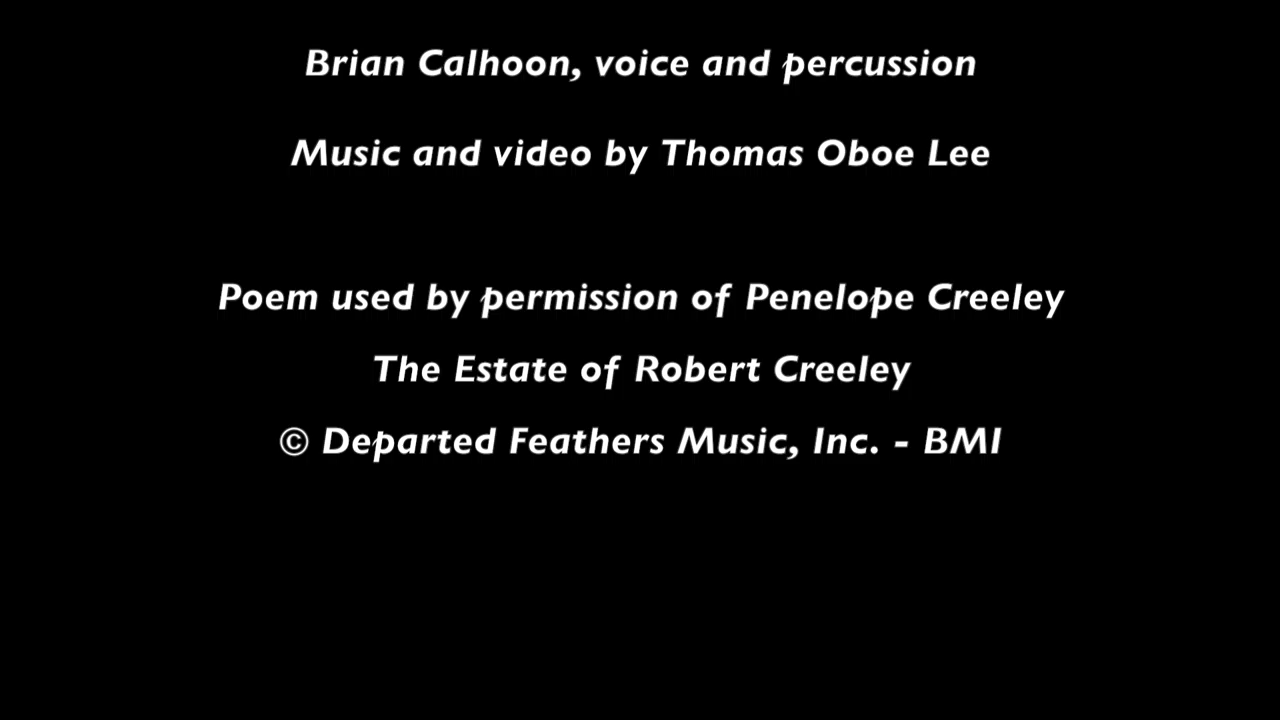 Brian Calhoon, voice and percussion
Music and video by Thomas Oboe Lee
Poem used by permission of Penelope Creeley
The Estate of Robert Creeley
© Departed Feathers Music, Inc. - BMI